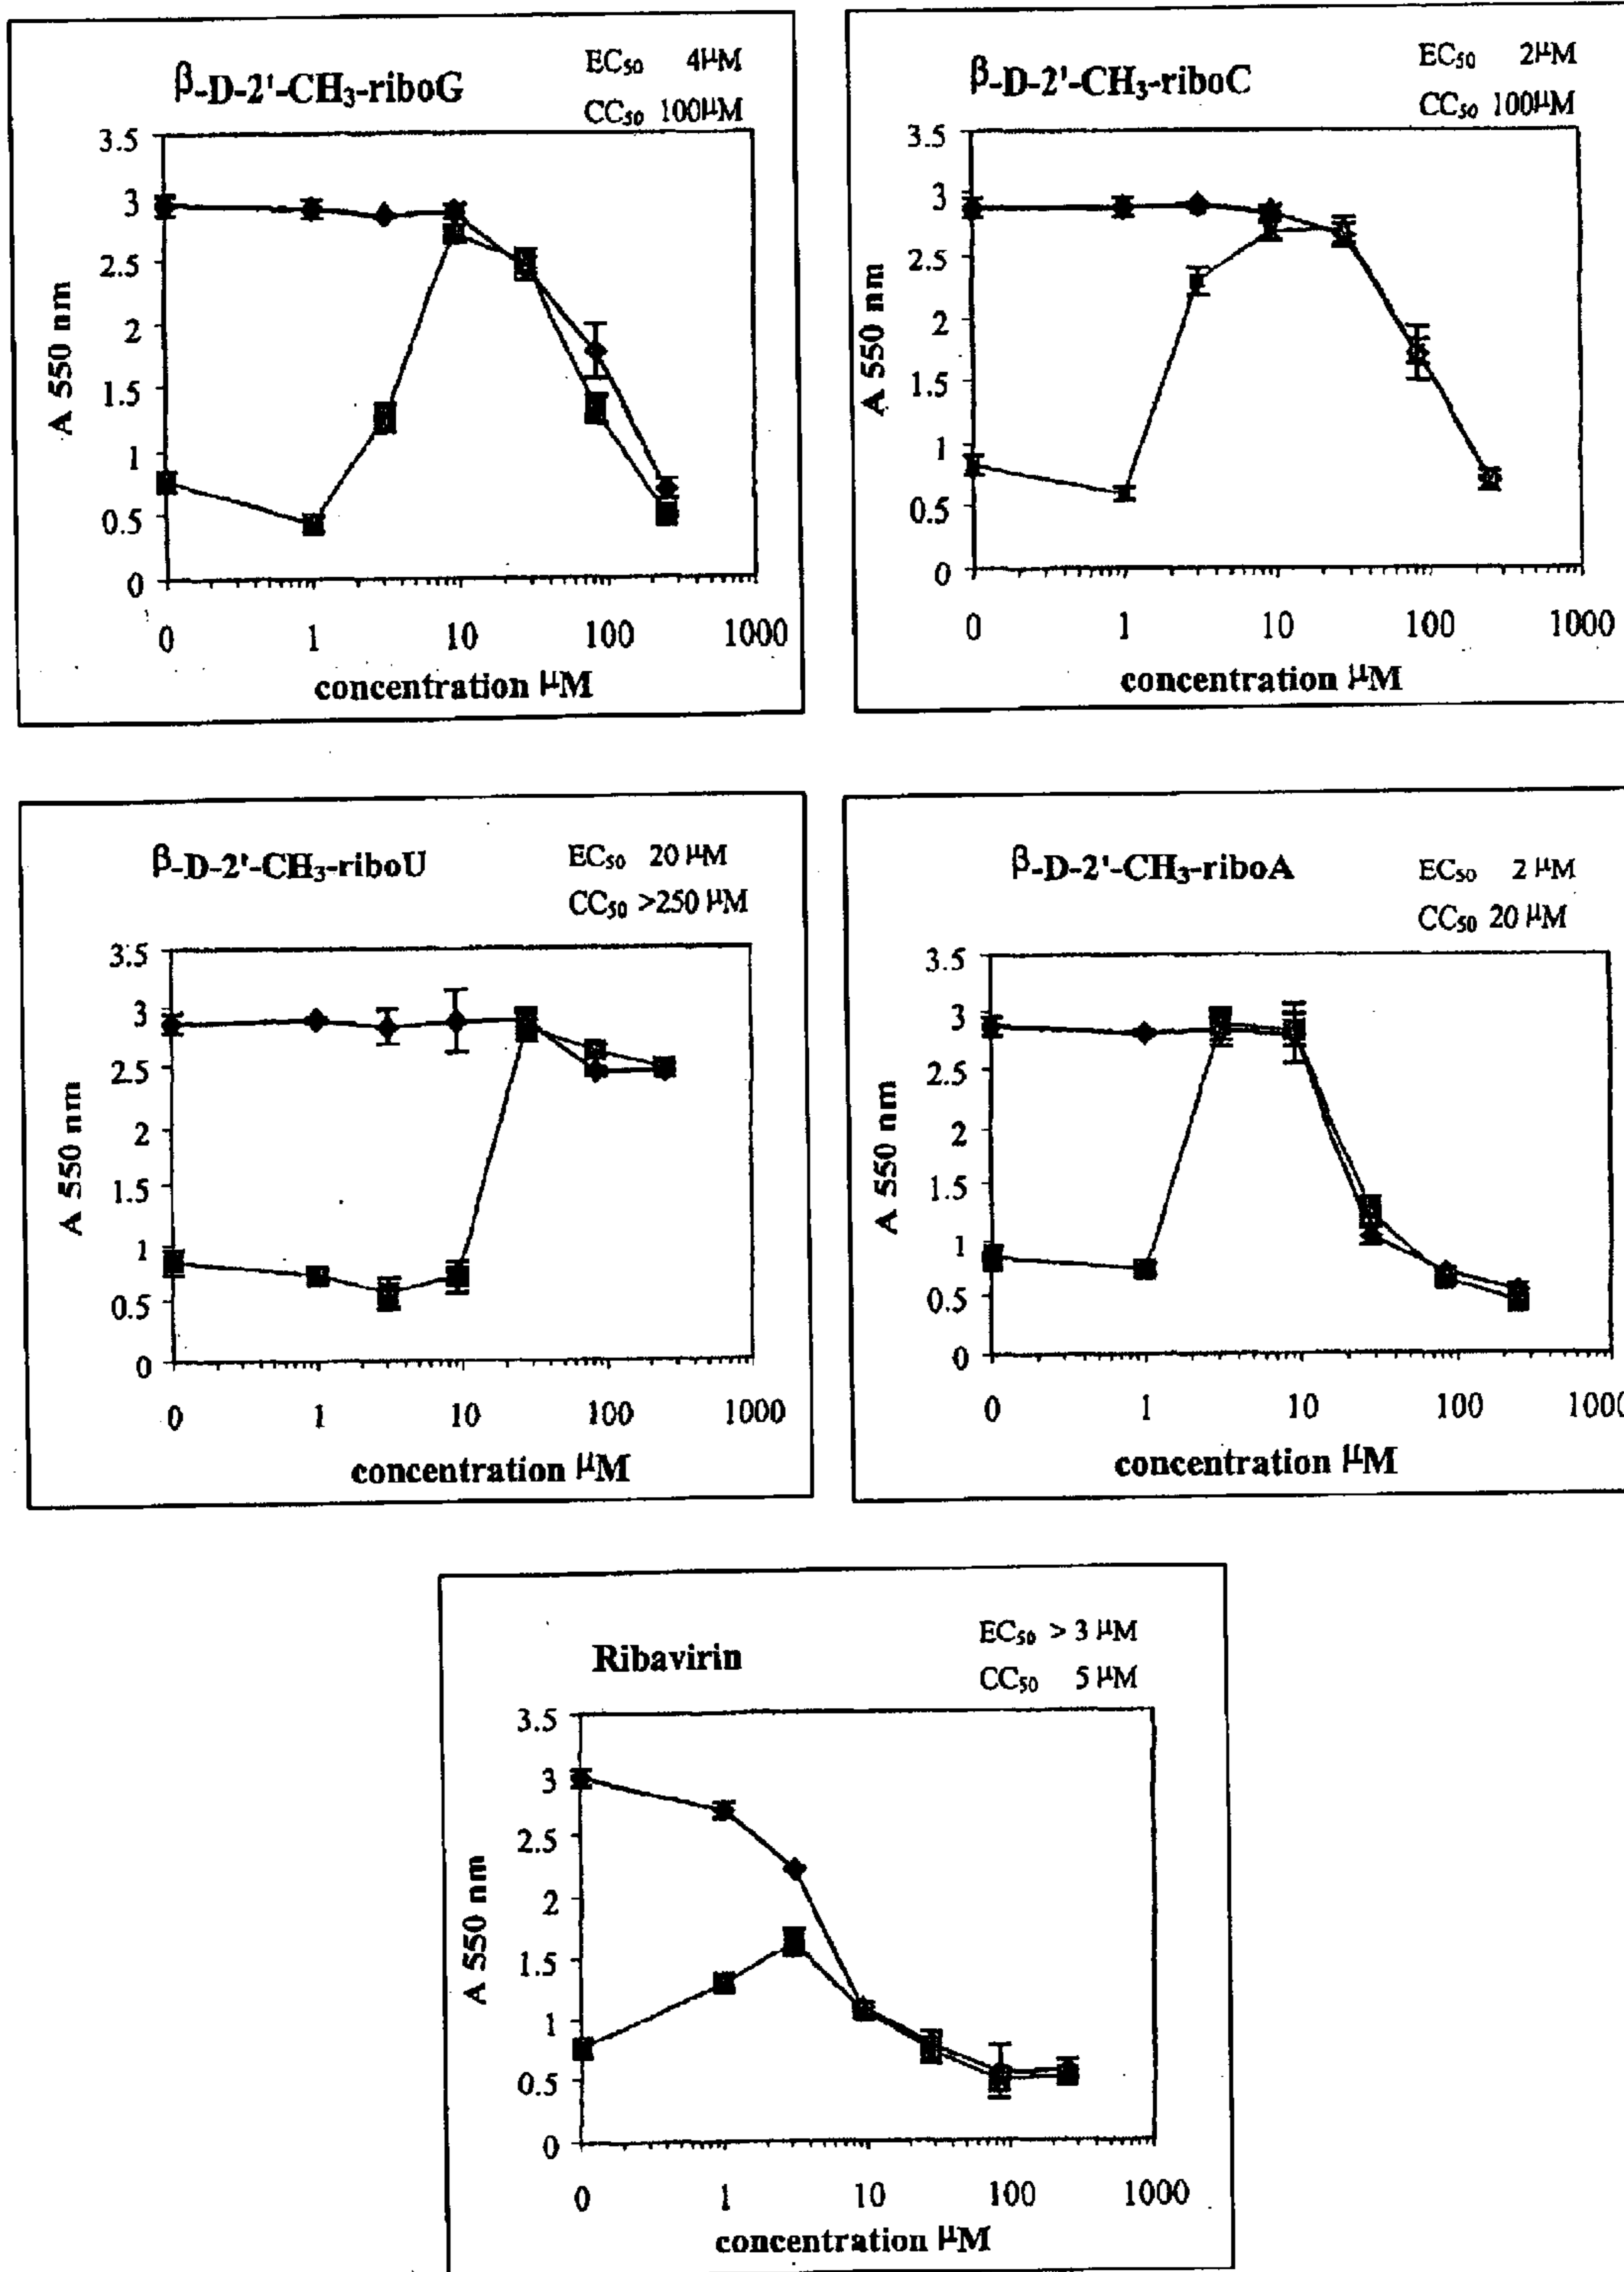 β-D-2'-CH₃-riboG
EC₅₀ 4μM
CC₅₀ 100μM
3.5
3
2.5
2
1.5
1
0.5
0
A 550 nm
0 1 10 100 1000
concentration μM
β-D-2'-CH₃-riboC
EC₅₀ 2μM
CC₅₀ 100μM
3.5
3
2.5
2
1.5
1
0.5
0
A 550 nm
0 1 10 100 1000
concentration μM
β-D-2'-CH₃-riboU
EC₅₀ 20 μM
CC₅₀ >250 μM
3.5
3
2.5
2
1.5
1
0.5
0
A 550 nm
0 1 10 100 1000
concentration μM
β-D-2'-CH₃-riboA
EC₅₀ 2 μM
CC₅₀ 20 μM
3.5
3
2.5
2
1.5
1
0.5
0
A 550 nm
0 1 10 100 1000
concentration μM
Ribavirin
EC₅₀ > 3 μM
CC₅₀ 5 μM
3.5
3
2.5
2
1.5
1
0.5
0
A 550 nm
0 1 10 100 1000
concentration μM